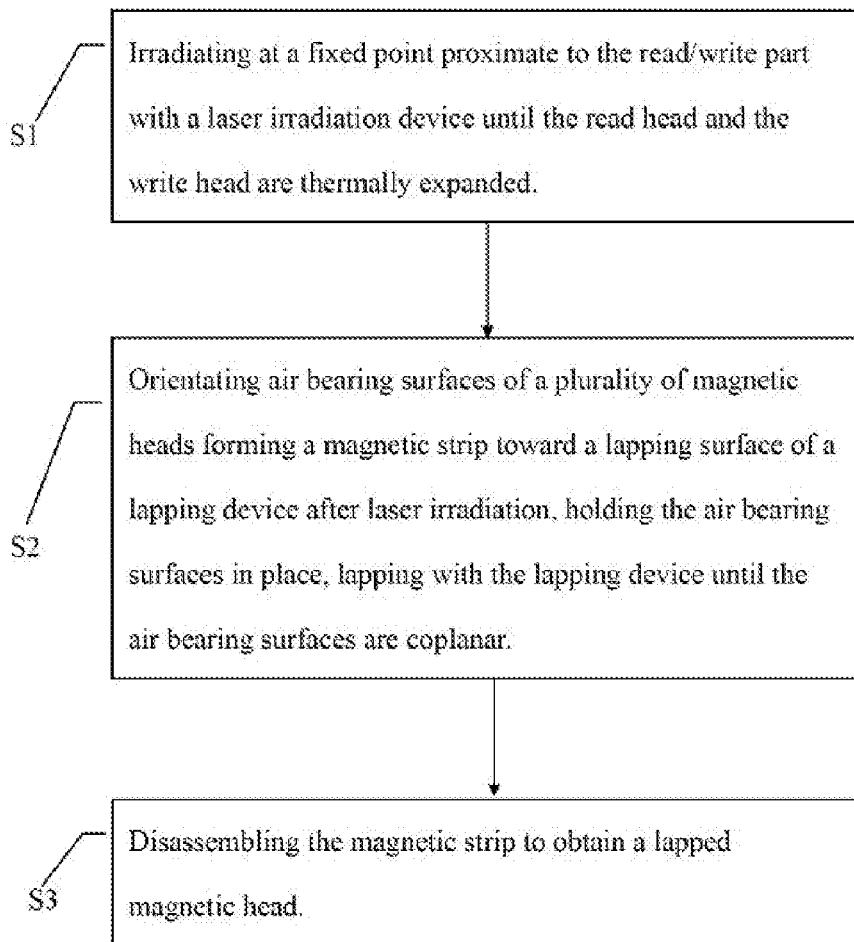 S1
Irradiating at a fixed point proximate to the read/write part
with a laser irradiation device until the read head and the
write head are thermally expanded.
S2
Orientating air bearing surfaces of a plurality of magnetic
heads forming a magnetic strip toward a lapping surface of a
lapping device after laser irradiation, holding the air bearing
surfaces in place, lapping with the lapping device until the
air bearing surfaces are coplanar.
S3
Disassembling the magnetic strip to obtain a lapped
magnetic head.